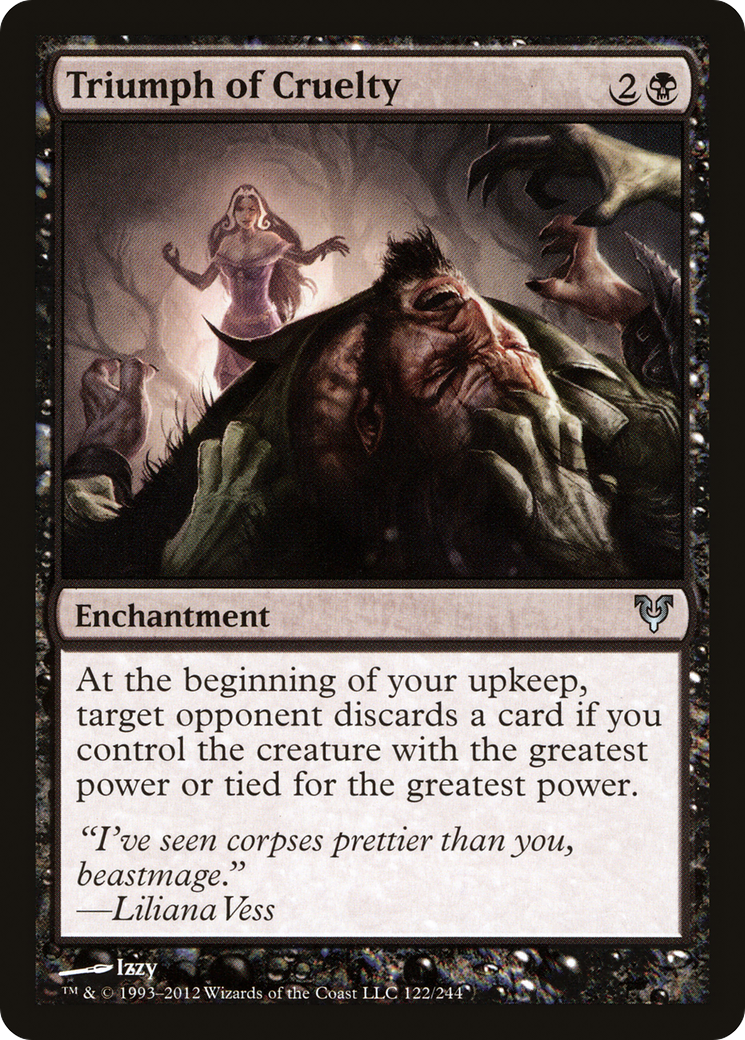 Triumph of Cruelty 2
Enchantment
At the beginning of your upkeep,
target opponent discards a card if you
control the creature with the greatest
power or tied for the greatest power.
“I’ve seen corpses prettier than you,
beastmage.”
—Liliana Vess
Izzy
™ & © 1993–2012 Wizards of the Coast LLC 122/244